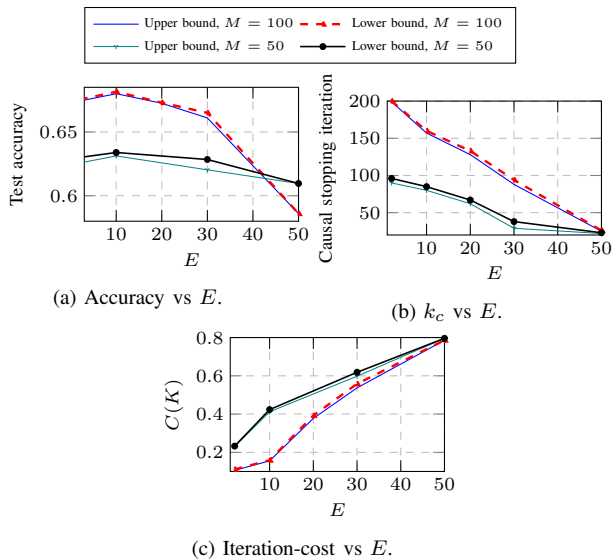 Upper bound, M = 100
Lower bound, M = 100
Upper bound, M = 50
Lower bound, M = 50
Test accuracy
0.65
0.6
10 20 30 40 50
E
(a) Accuracy vs E.
Causal stopping iteration
200
150
100
50
10 20 30 40 50
E
(b) k_c vs E.
C(K)
0.8
0.6
0.4
0.2
10 20 30 40 50
E
(c) Iteration-cost vs E.